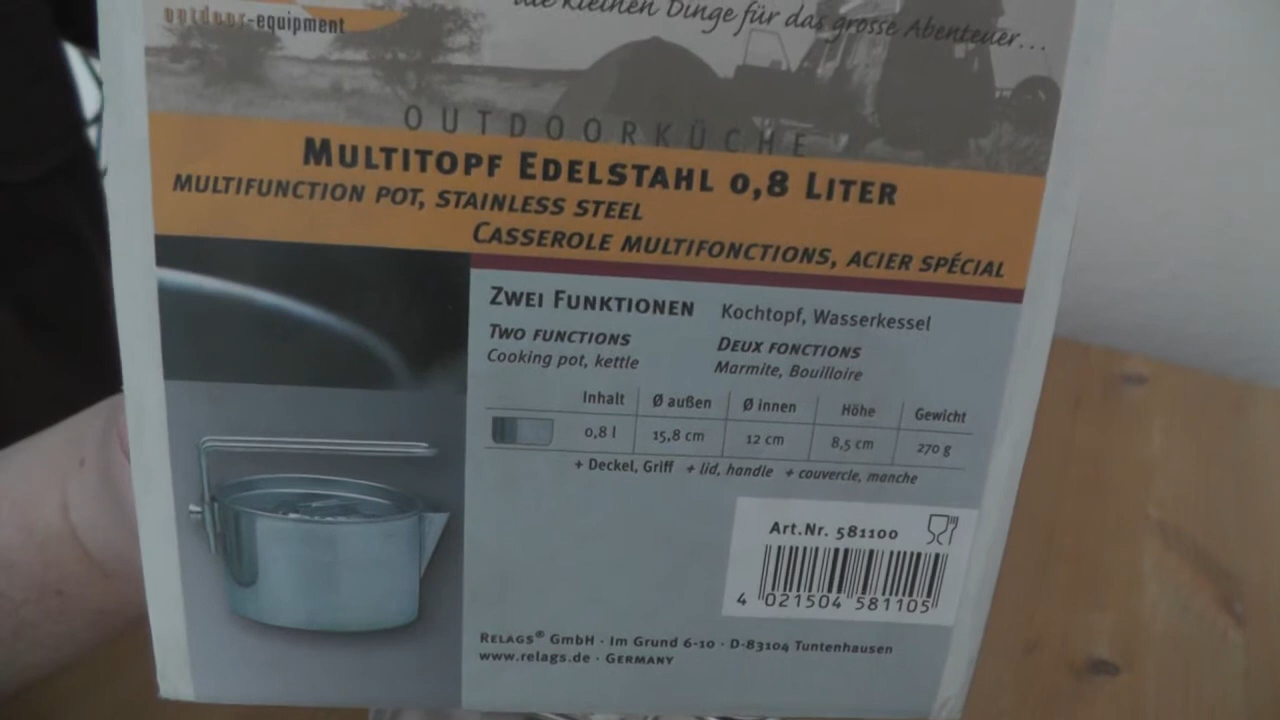 outdoor-equipment
die kleinen Dinge für das grosse Abenteuer...
OUTDOORKÜCHE
MULTITOPF EDELSTAHL 0,8 LITER
MULTIFUNCTION POT, STAINLESS STEEL
CASSEROLE MULTIFONCTIONS, ACIER SPÉCIAL
ZWEI FUNKTIONEN Kochtopf, Wasserkessel
TWO FUNCTIONS
Cooking pot, kettle
DEUX FONCTIONS
Marmite, Bouilloire
Inhalt Ø außen Ø innen Höhe Gewicht
0,8 l 15,8 cm 12 cm 8,5 cm 270 g
+ Deckel, Griff + lid, handle + couvercle, manche
Art.Nr. 581100
4 021504 581105
RELAGS® GmbH · Im Grund 6-10 · D-83104 Tuntenhausen
www.relags.de · GERMANY